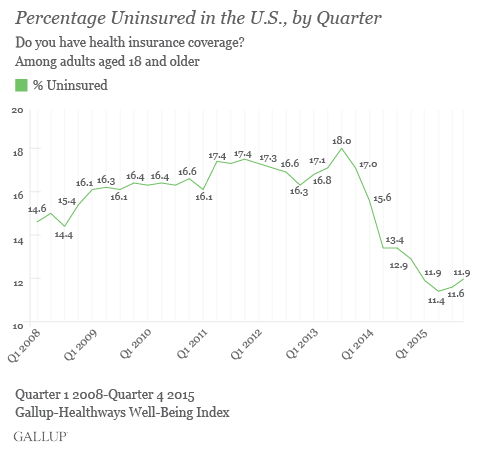 Percentage Uninsured in the U.S., by Quarter
Do you have health insurance coverage?
Among adults aged 18 and older
% Uninsured
20
18
16
14
12
10
14.6
14.4
15.4
16.1
16.3
16.1
16.4
16.4
16.6
16.1
17.4
17.4
17.3
16.6
16.3
17.1
16.8
18.0
17.0
15.6
13.4
12.9
11.9
11.4
11.6
11.9
Q1 2008
Q1 2009
Q1 2010
Q1 2011
Q1 2012
Q1 2013
Q1 2014
Q1 2015
Quarter 1 2008-Quarter 4 2015
Gallup-Healthways Well-Being Index
GALLUP